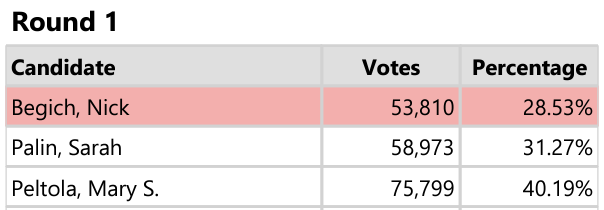 Round 1
Candidate Votes Percentage
Begich, Nick 53,810 28.53%
Palin, Sarah 58,973 31.27%
Peltola, Mary S. 75,799 40.19%